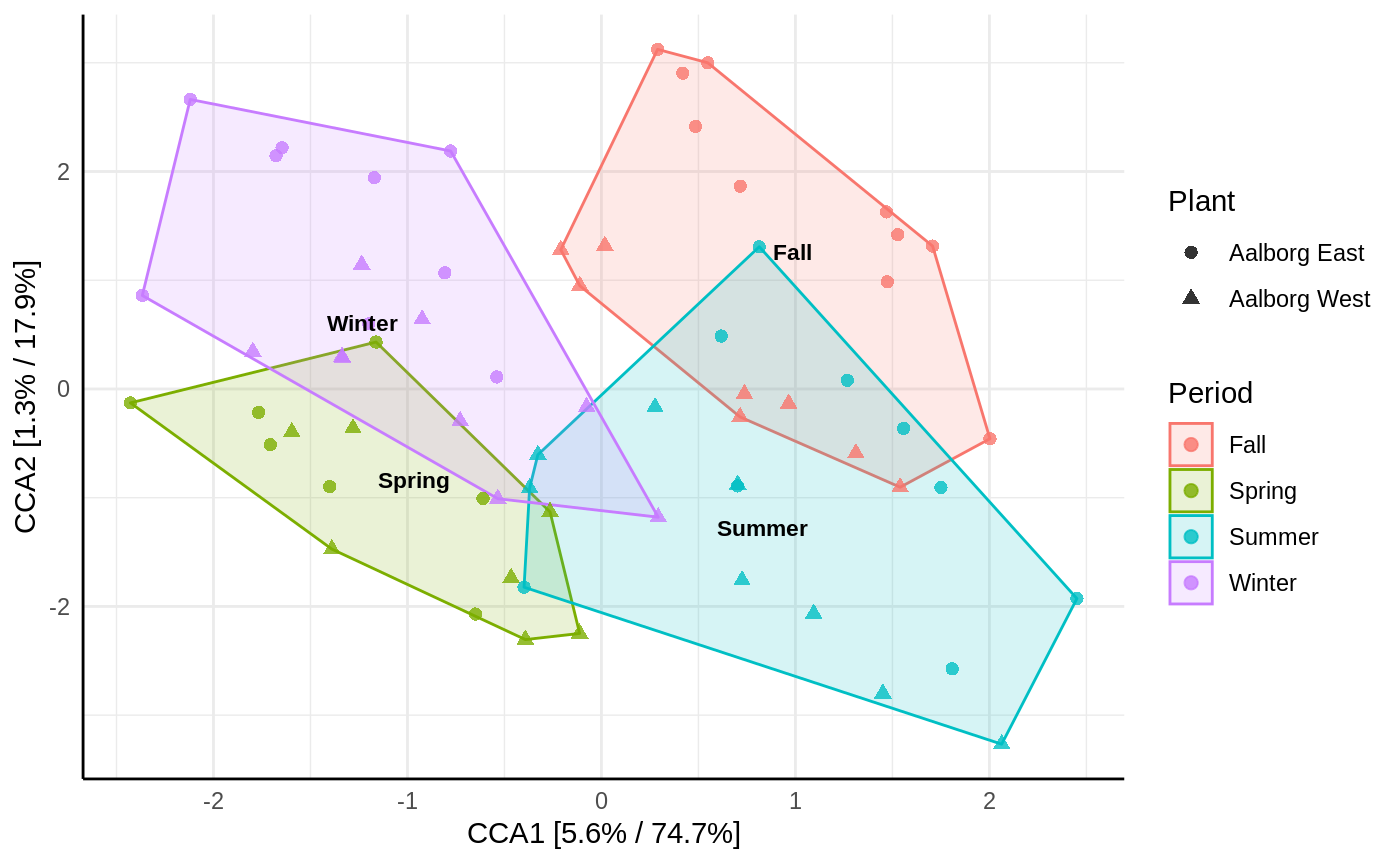 CCA2 [1.3% / 17.9%]
2
0
-2
Fall
Winter
Spring
Summer
-2
-1
0
1
2
CCA1 [5.6% / 74.7%]
Plant
Aalborg East
Aalborg West
Period
Fall
Spring
Summer
Winter